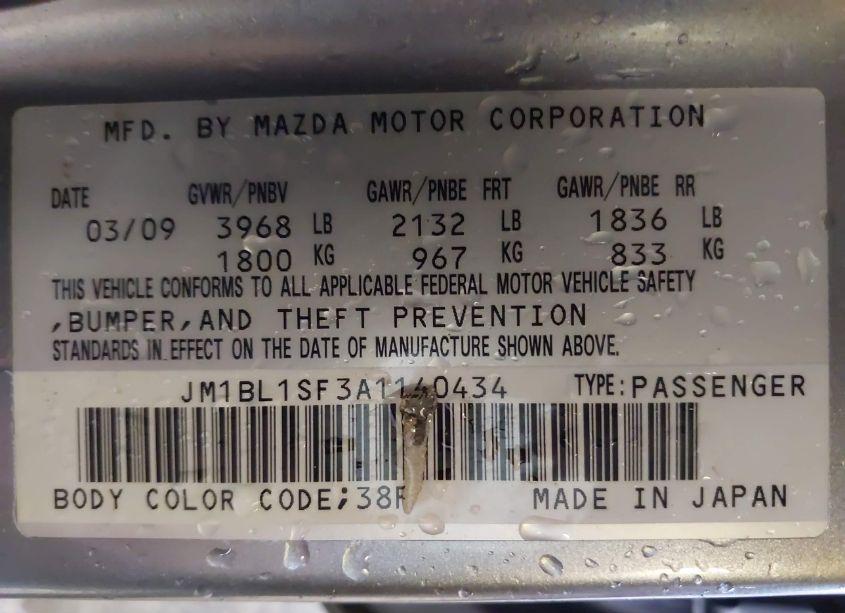 MFD. BY MAZDA MOTOR CORPORATION
DATE GVWR/PNBV GAWR/PNBE FRT GAWR/PNBE RR
03/09 3968 LB 2132 LB 1836 LB
1800 KG 967 KG 833 KG
THIS VEHICLE CONFORMS TO ALL APPLICABLE FEDERAL MOTOR VEHICLE SAFETY
,BUMPER,AND THEFT PREVENTION
STANDARDS IN EFFECT ON THE DATE OF MANUFACTURE SHOWN ABOVE.
JM1BL1SF3A1140434 TYPE:PASSENGER
BODY COLOR CODE; MADE IN JAPAN